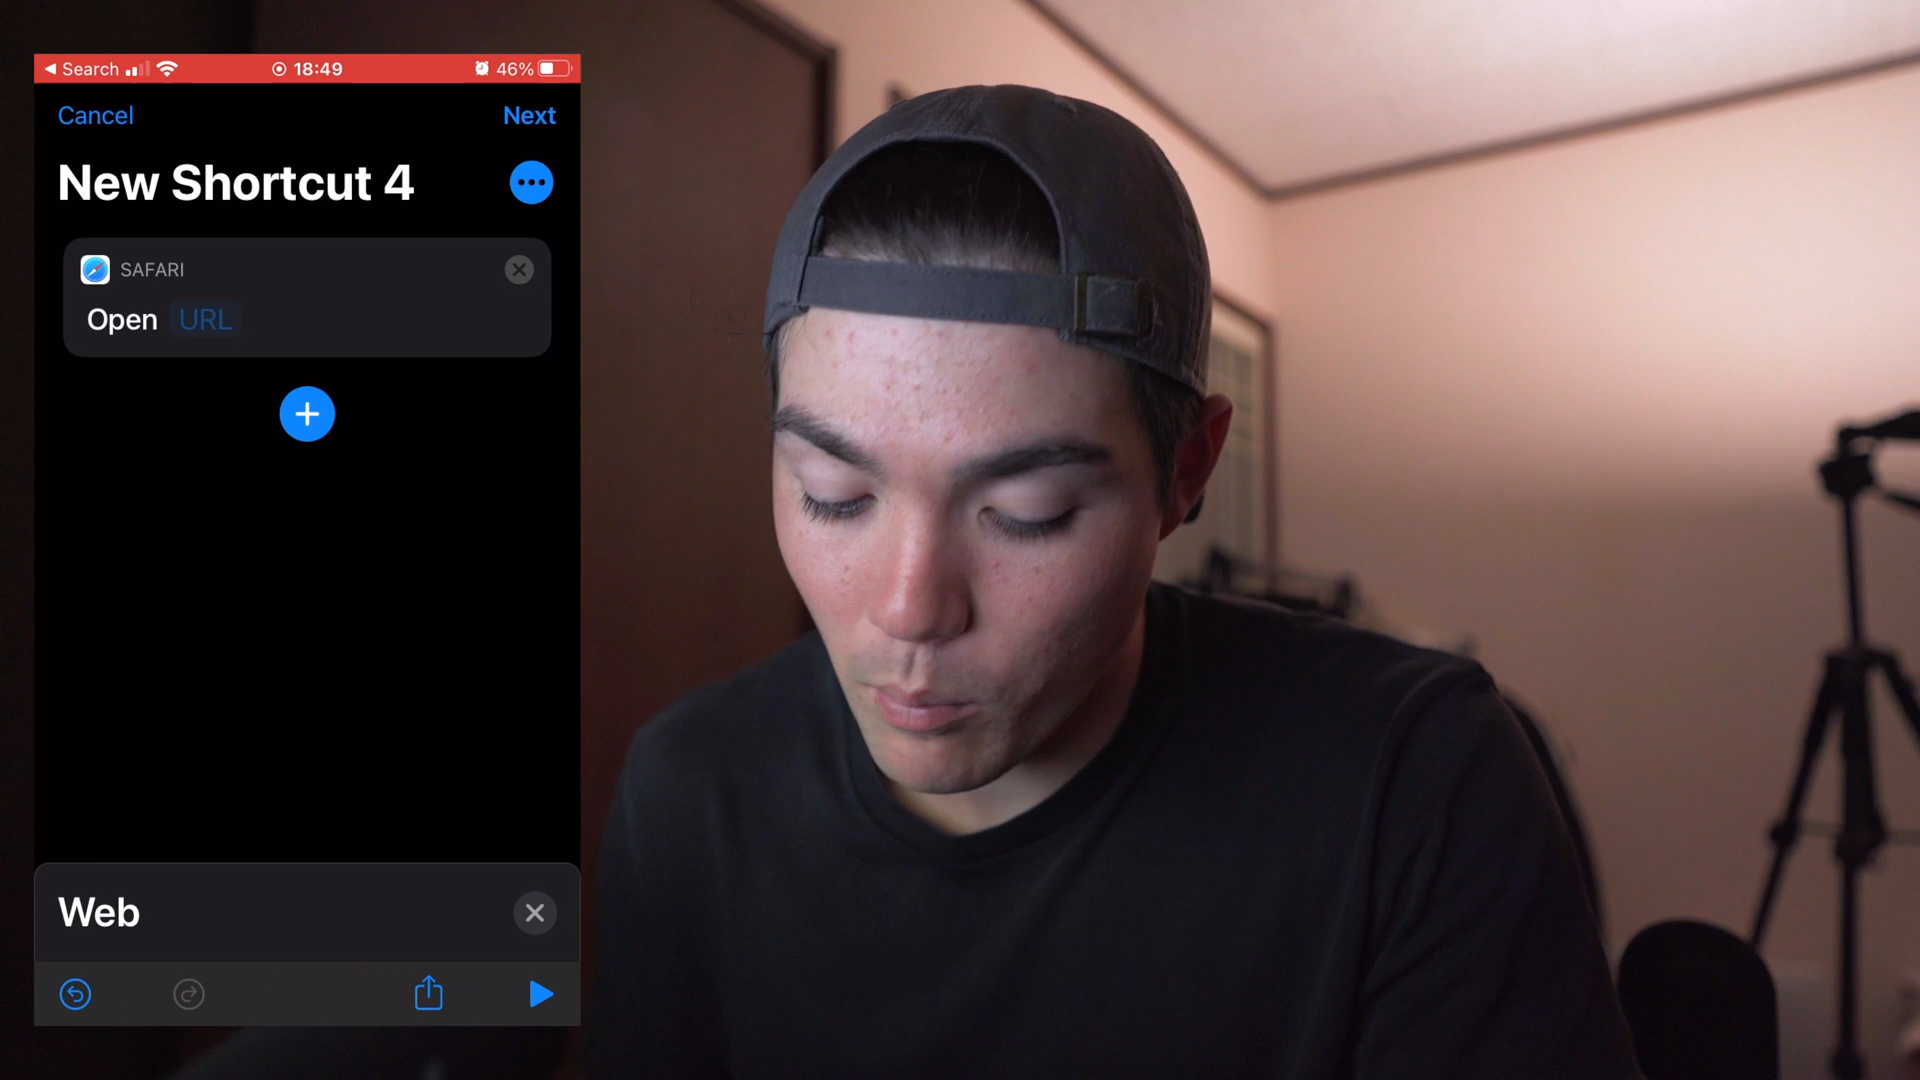 Search 18:49 46%
Cancel Next
New Shortcut 4
SAFARI
Open URL
Web